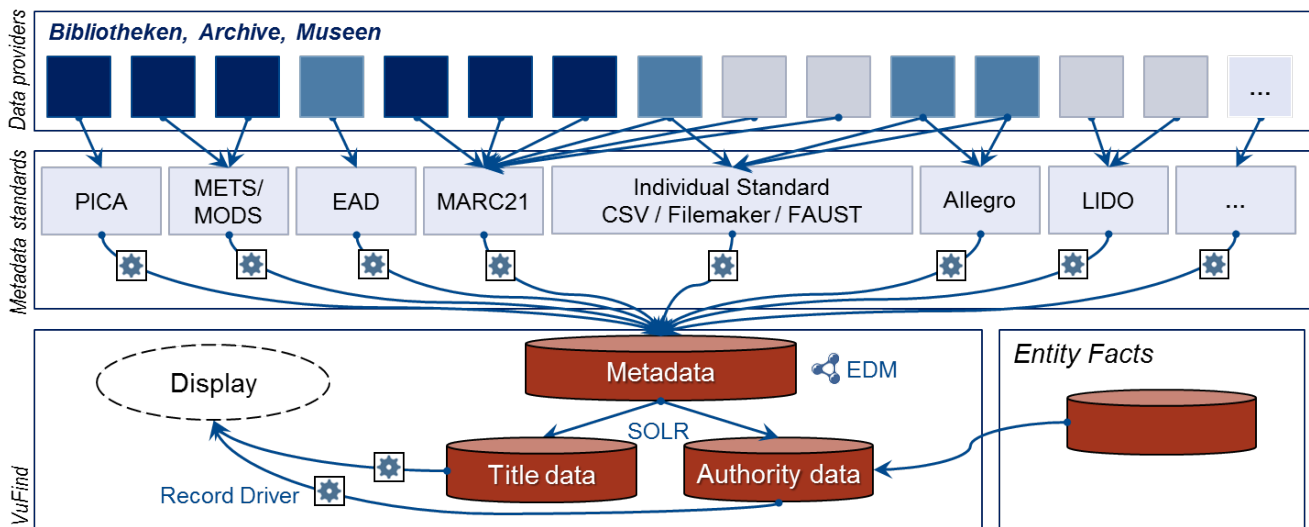 Data providers
Bibliotheken, Archive, Museen
...
Metadata standards
PICA
METS/
MODS
EAD
MARC21
Individual Standard
CSV / Filemaker / FAUST
Allegro
LIDO
...
VuFind
Display
Metadata
EDM
SOLR
Title data
Authority data
Record Driver
Entity Facts